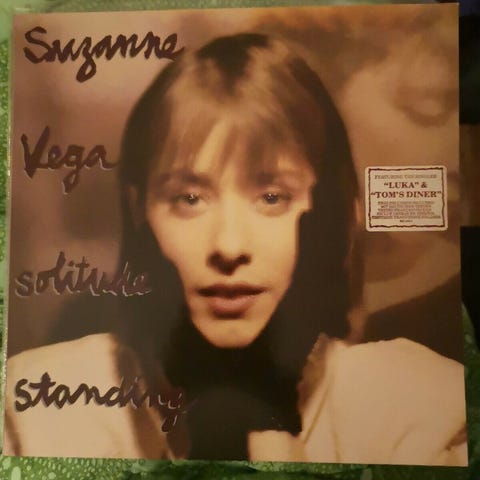 Suzanne
Vega
solitude
standing
FEATURING THE SINGLES
"LUKA" &
"TOM'S DINER"